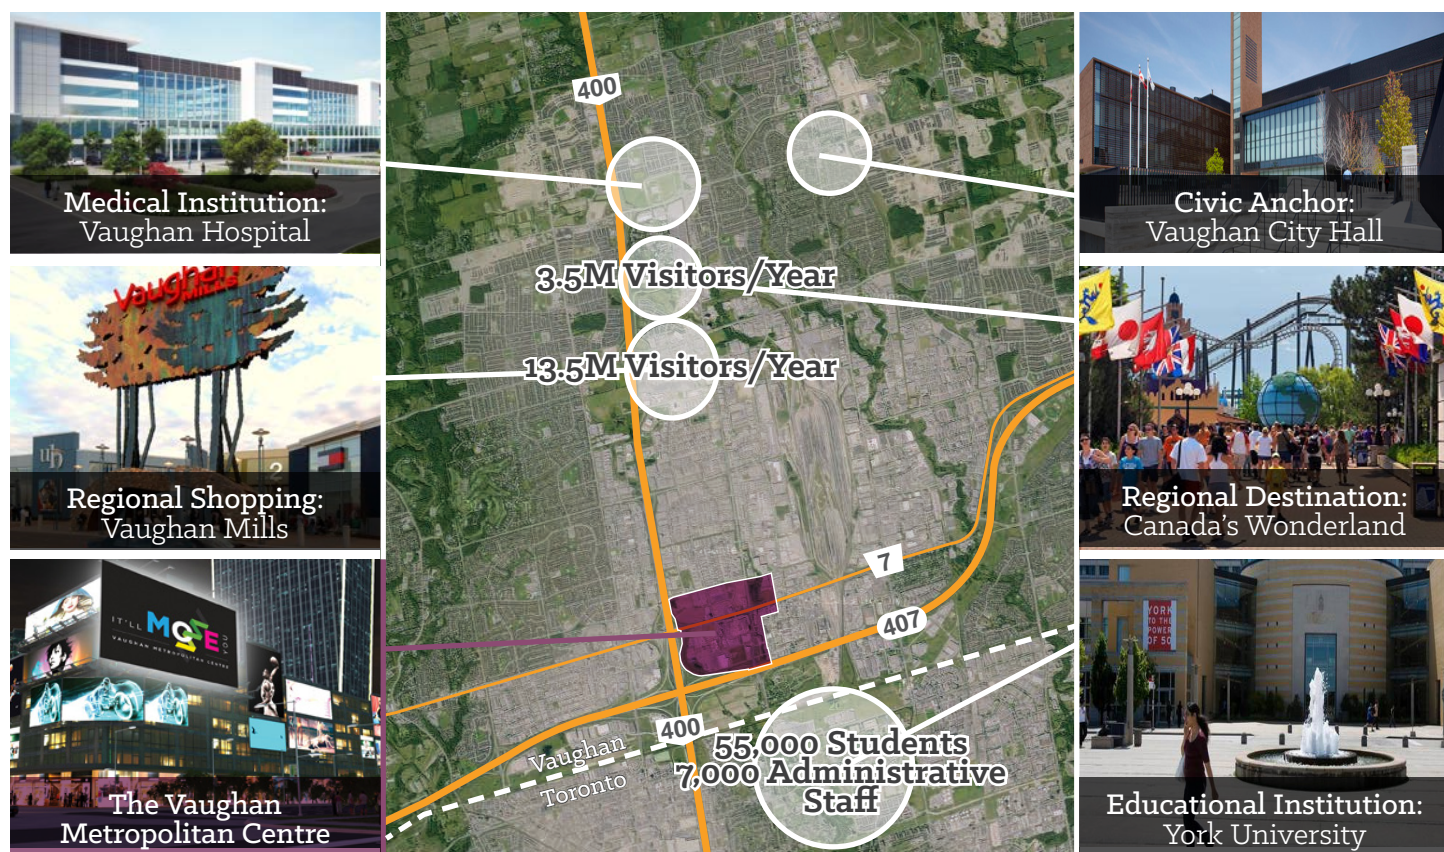 Medical Institution:
Vaughan Hospital
Vaughan
MILLS
uh
2
Regional Shopping:
Vaughan Mills
IT'LL MOVE YOU
VAUGHAN METROPOLITAN CENTRE
The Vaughan
Metropolitan Centre
400
3.5M Visitors/Year
13.5M Visitors/Year
7
407
400
Vaughan
Toronto
55,000 Students
7,000 Administrative
Staff
Civic Anchor:
Vaughan City Hall
Regional Destination:
Canada's Wonderland
YORK
TO THE
POWER
OF 50
Educational Institution:
York University